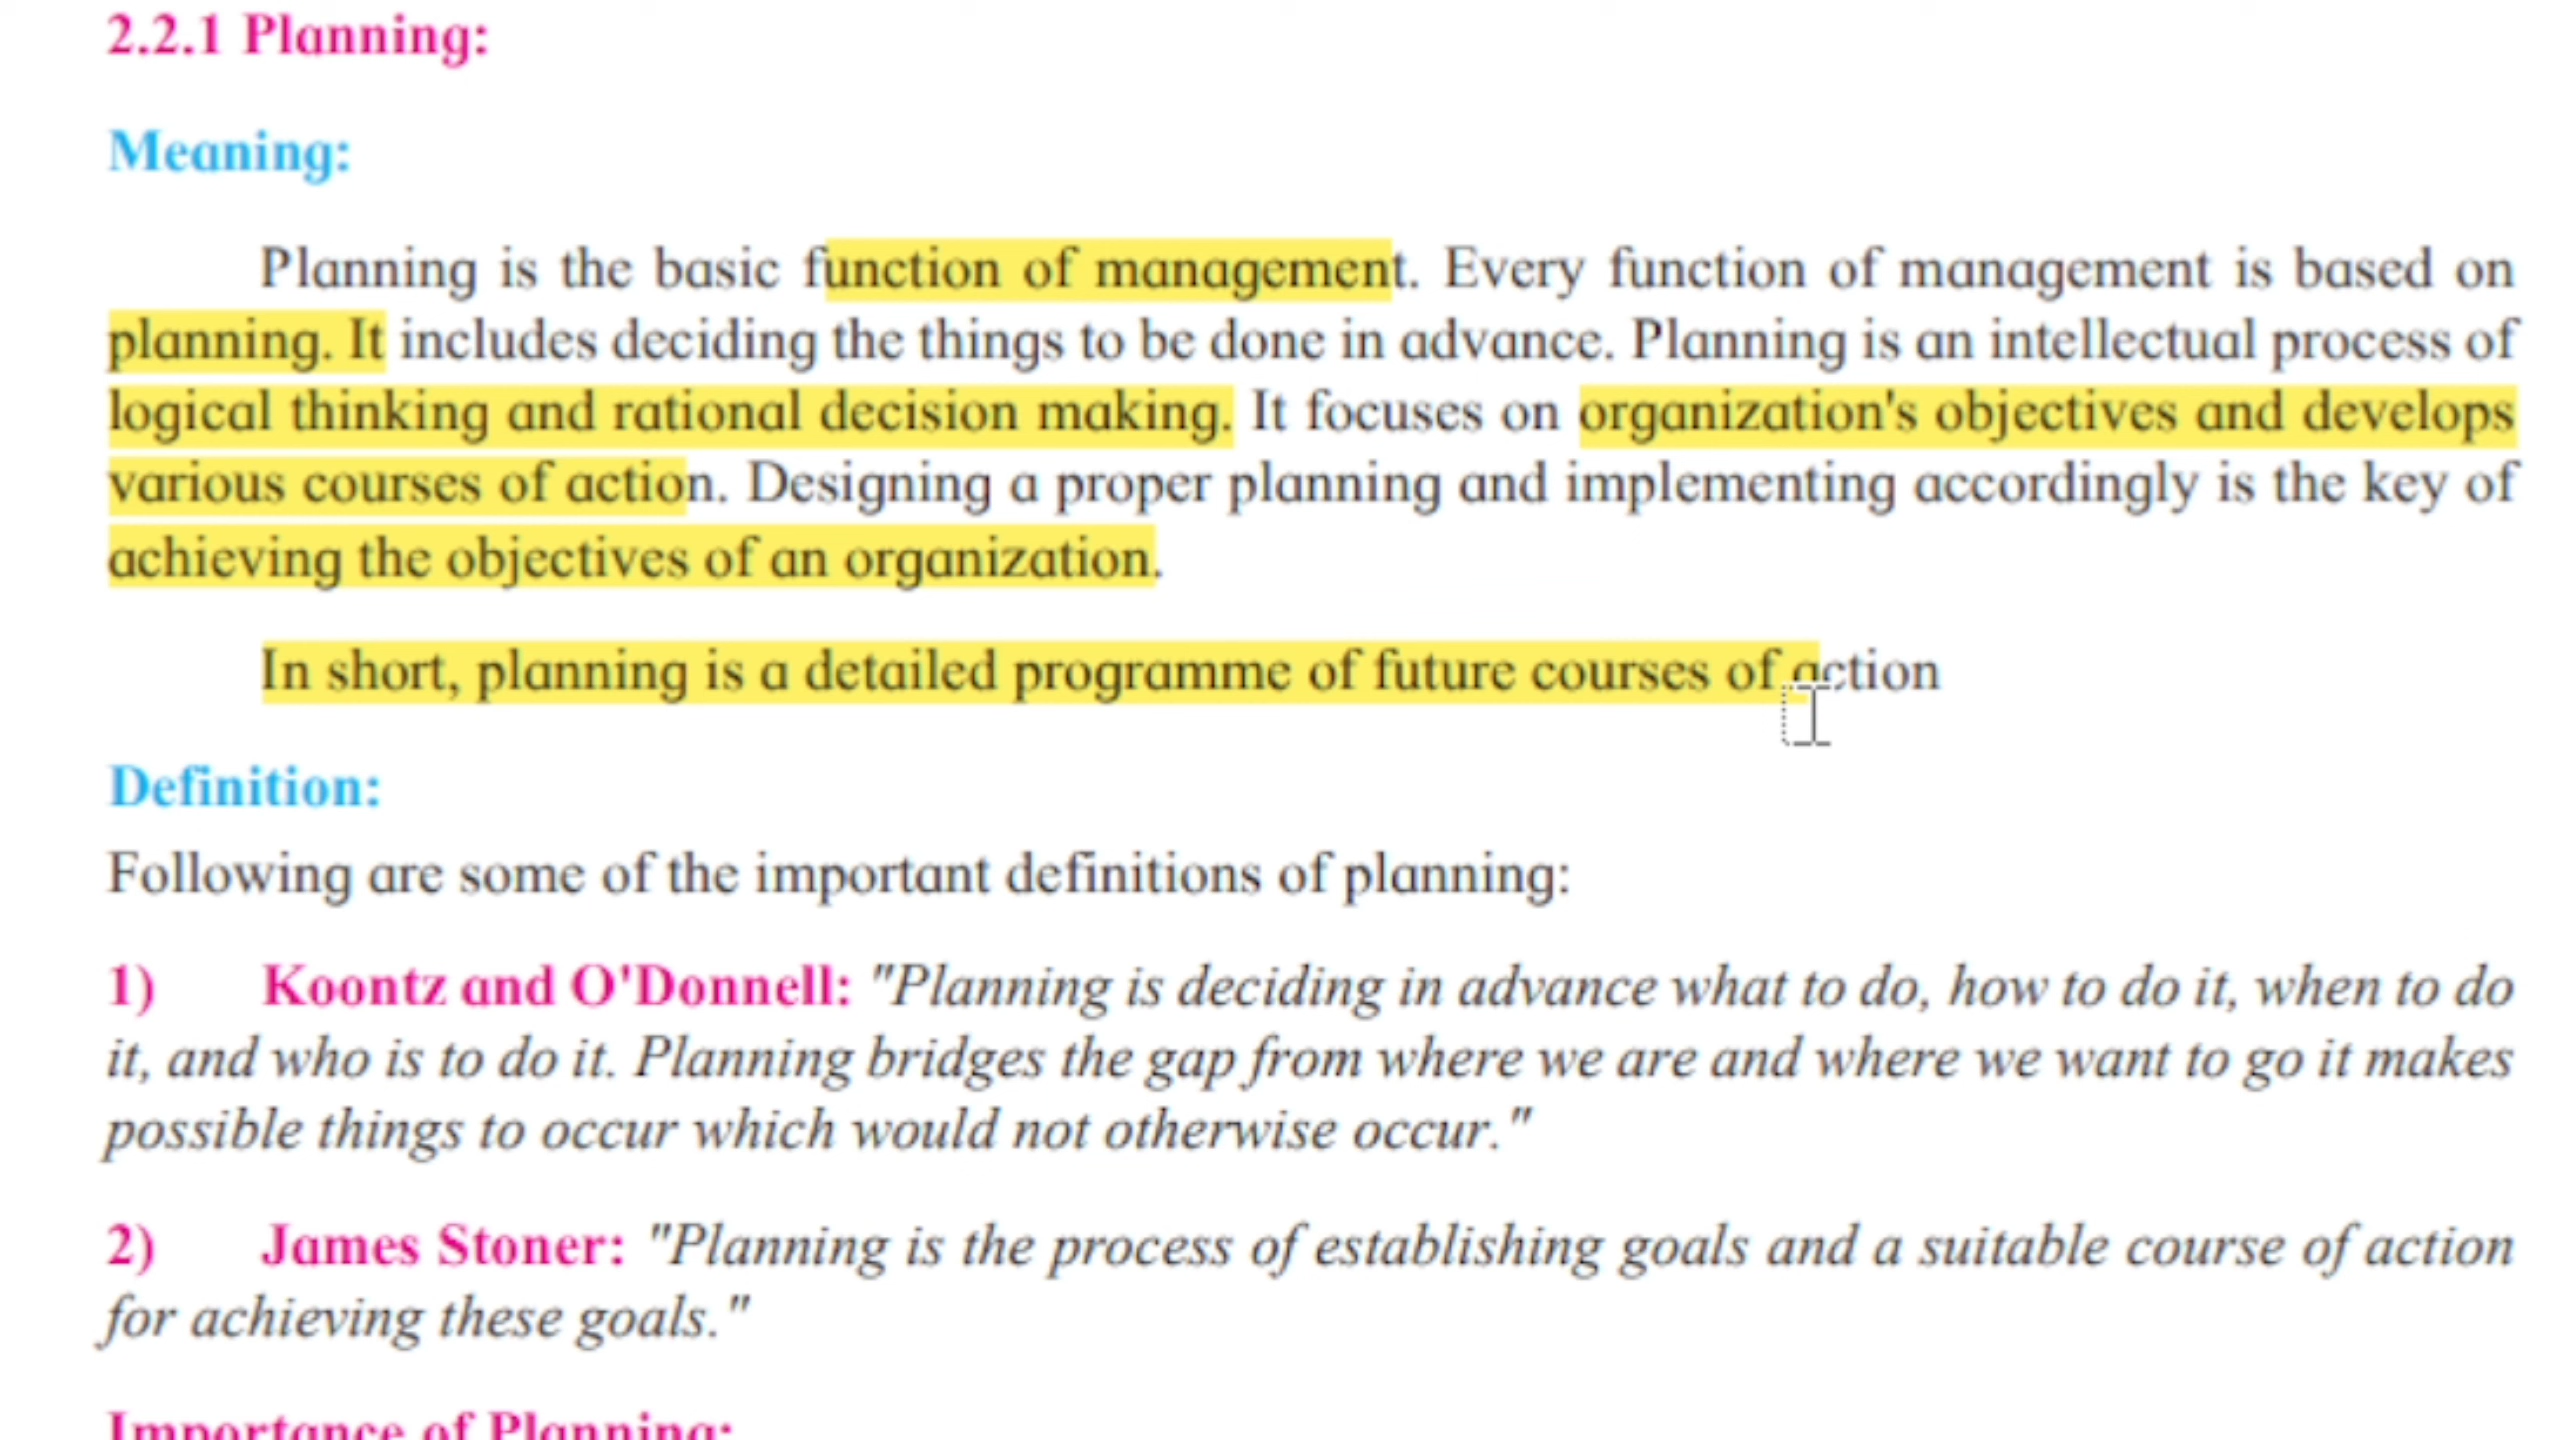 2.2.1 Planning:
Meaning:
Planning is the basic function of management. Every function of management is based on
planning. It includes deciding the things to be done in advance. Planning is an intellectual process of
logical thinking and rational decision making. It focuses on organization's objectives and develops
various courses of action. Designing a proper planning and implementing accordingly is the key of
achieving the objectives of an organization.
In short, planning is a detailed programme of future courses of action
Definition:
Following are some of the important definitions of planning:
1) Koontz and O'Donnell: "Planning is deciding in advance what to do, how to do it, when to do
it, and who is to do it. Planning bridges the gap from where we are and where we want to go it makes
possible things to occur which would not otherwise occur."
2) James Stoner: "Planning is the process of establishing goals and a suitable course of action
for achieving these goals."
Importance of Planning: